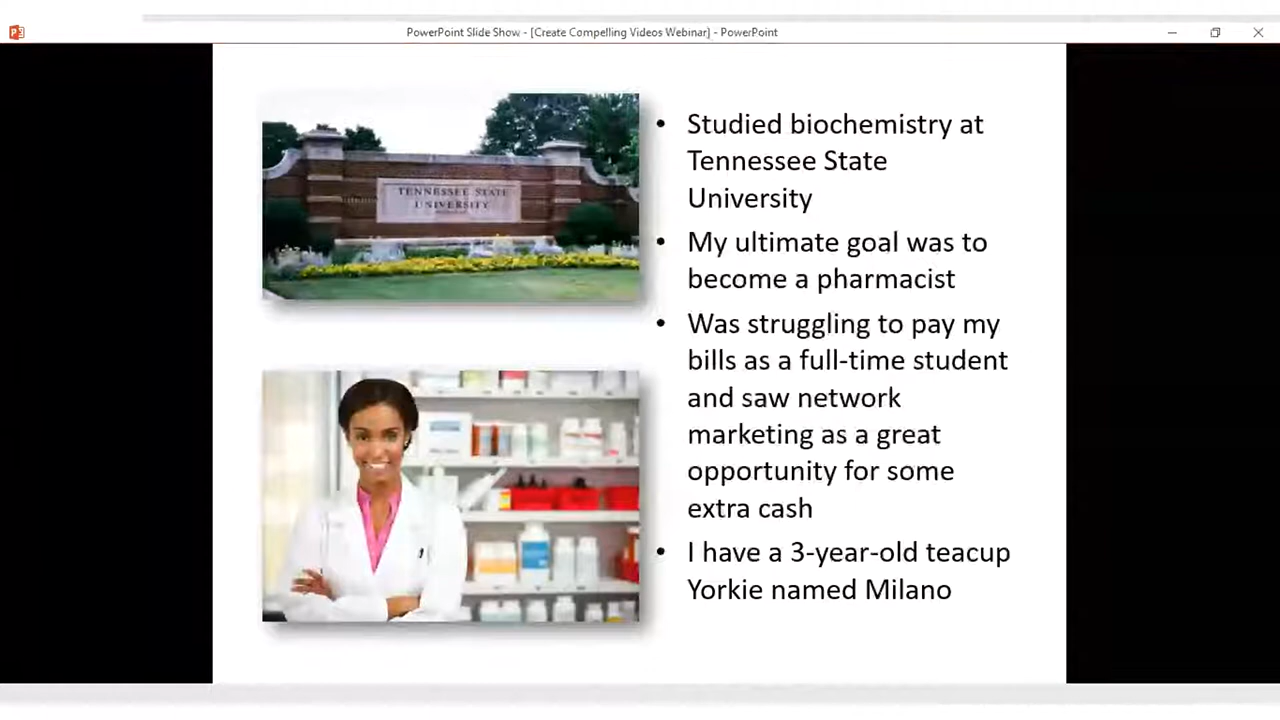 PowerPoint Slide Show - [Create Compelling Videos Webinar] - PowerPoint
TENNESSEE STATE
UNIVERSITY
• Studied biochemistry at
Tennessee State
University
• My ultimate goal was to
become a pharmacist
• Was struggling to pay my
bills as a full-time student
and saw network
marketing as a great
opportunity for some
extra cash
• I have a 3-year-old teacup
Yorkie named Milano